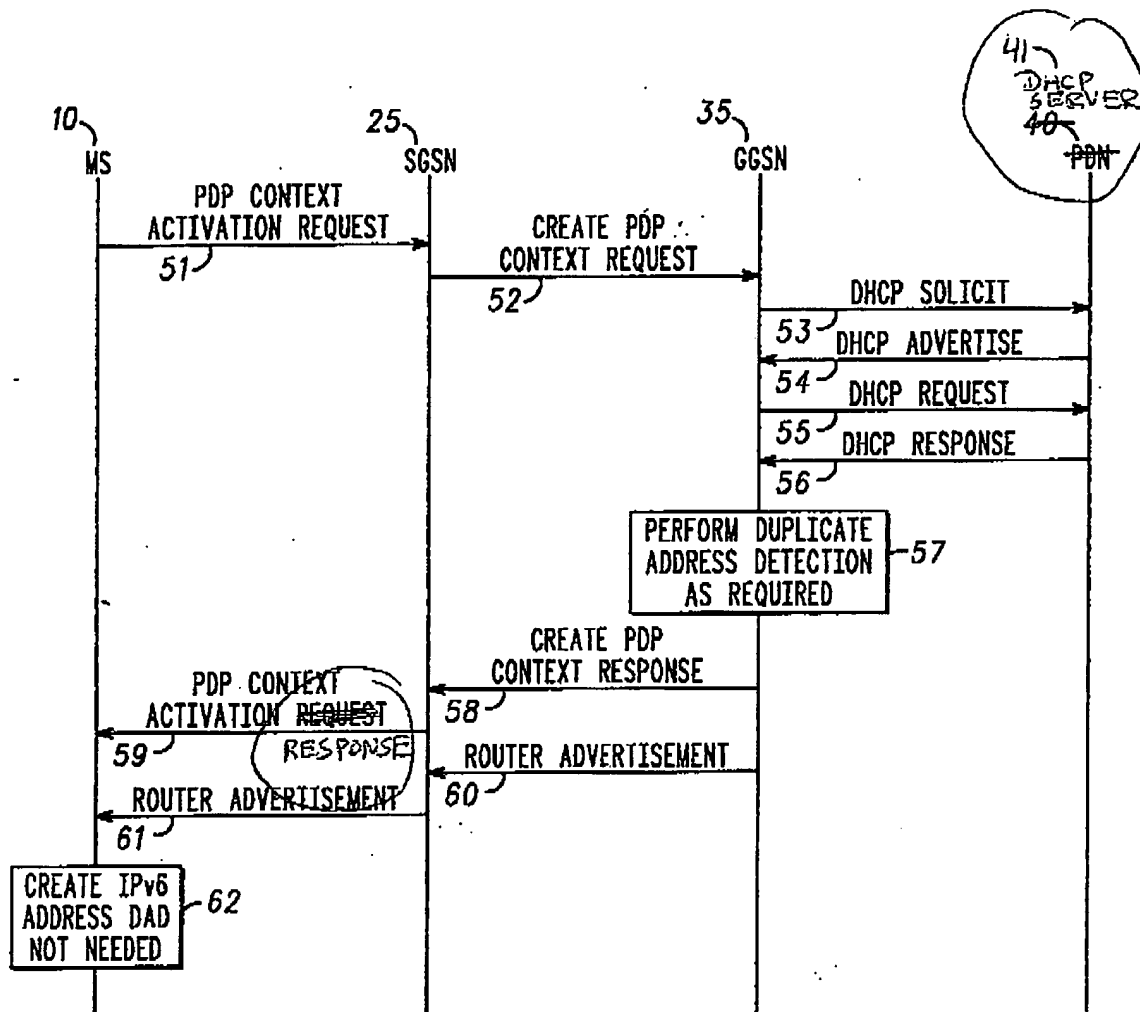 41
DHCP
SERVER
40
PDN
10
MS
25
SGSN
35
GGSN
PDP CONTEXT
ACTIVATION REQUEST
51
CREATE PDP
CONTEXT REQUEST
52
DHCP SOLICIT
53
DHCP ADVERTISE
54
DHCP REQUEST
55
DHCP RESPONSE
56
PERFORM DUPLICATE
ADDRESS DETECTION
AS REQUIRED
57
CREATE PDP
CONTEXT RESPONSE
58
PDP CONTEXT
ACTIVATION REQUEST
RESPONSE
59
ROUTER ADVERTISEMENT
60
ROUTER ADVERTISEMENT
61
CREATE IPv6
ADDRESS DAD
NOT NEEDED
62